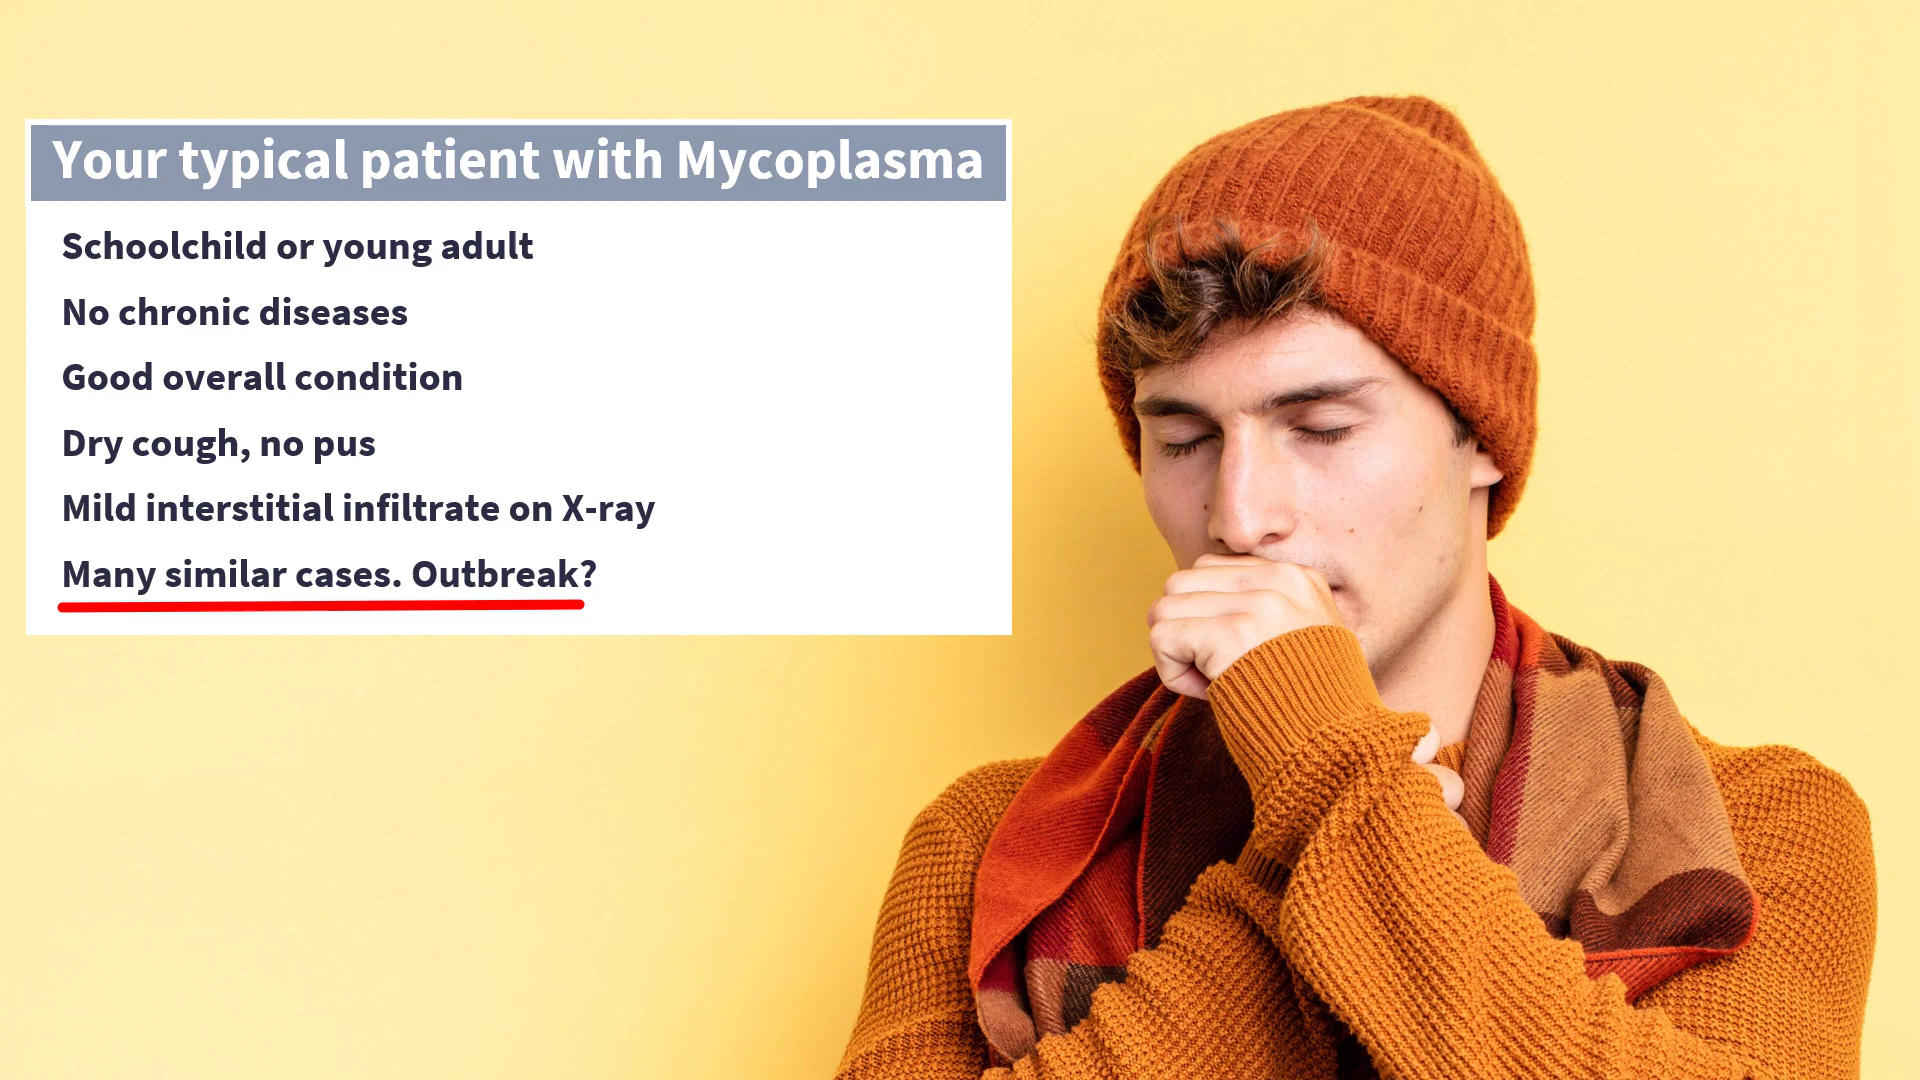 Your typical patient with Mycoplasma
Schoolchild or young adult
No chronic diseases
Good overall condition
Dry cough, no pus
Mild interstitial infiltrate on X-ray
Many similar cases. Outbreak?